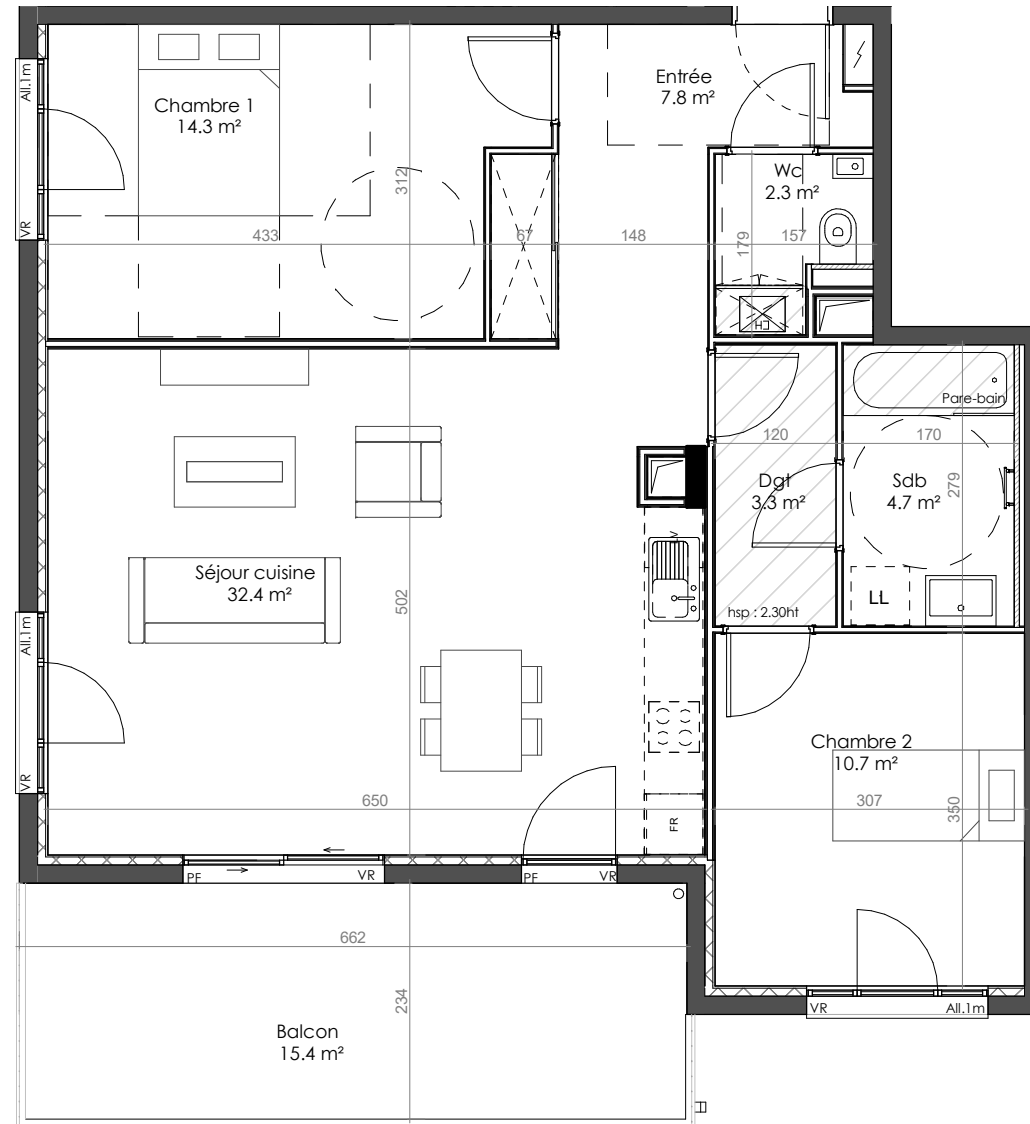 All.1m
Chambre 1
14.3 m²
VR
Entrée
7.8 m²
Wc
2.3 m²
312
433
67
148
179
157
CH
Pare-bain
120
170
Dgt
3.3 m²
Sdb
4.7 m²
279
LL
hsp : 2.30ht
Séjour cuisine
32.4 m²
502
All.1m
VR
LV
Chambre 2
10.7 m²
650
307
350
FR
PF
VR
PF
VR
662
234
VR
All.1m
Balcon
15.4 m²